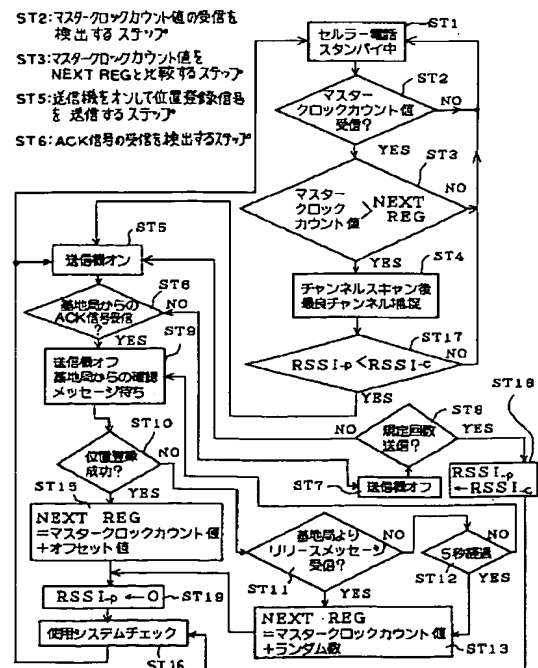 ST2:マスタークロックカウント値の受信を
検出するステップ
ST3:マスタークロックカウント値を
NEXT REGと比較するステップ
ST5:送信機をオンして位置登録信号
を送信するステップ
ST6:ACK信号の受信を検出するステップ
ST1
セルラー電話
スタンバイ中
ST2
マスター
クロックカウント値
受信?
NO
YES
ST3
マスター
クロック
カウント値
>
NEXT
REG
NO
YES
ST4
チャンネルスキャン後
最良チャンネル捕捉
ST17
RSSI-p<RSSI-c
NO
YES
ST5
送信機オン
ST6
基地局からの
ACK信号受信
?
NO
YES
ST9
送信機オフ
基地局からの確認
メッセージ待ち
ST10
位置登録
成功?
NO
YES
ST8
規定回数
送信?
NO
YES
ST7
送信機オフ
ST18
RSSI-p
←RSSI-c
ST15
NEXT REG
=マスタークロックカウント値
+オフセット値
基地局より
リリースメッセージ
受信?
ST11
NO
YES
5秒経過
ST12
NO
YES
NEXT REG
=マスタークロックカウント値
+ランダム数
ST13
RSSI-p ←0
ST19
使用システムチェック
ST16